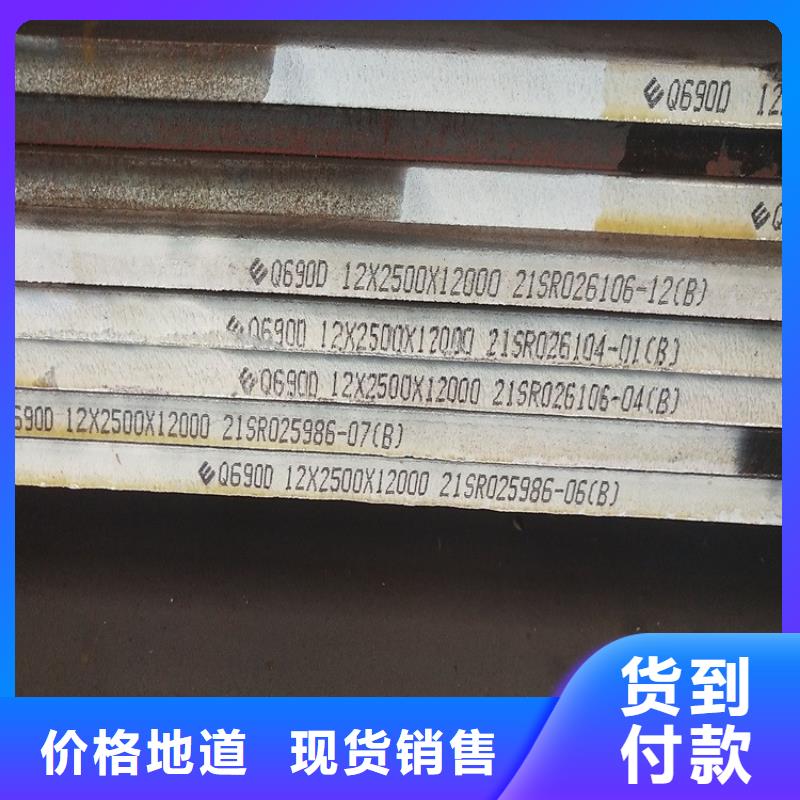 Q690D 12
Q690D 12X2500X12000 21SR026106-12(B)
Q690D 12X2500X12000 21SR026104-01(B)
Q690D 12X2500X12000 21SR026106-04(B)
690D 12X2500X12000 21SR025986-07(B)
Q690D 12X2500X12000 21SR025986-06(B)
货到
付款
价格地道 现货销售